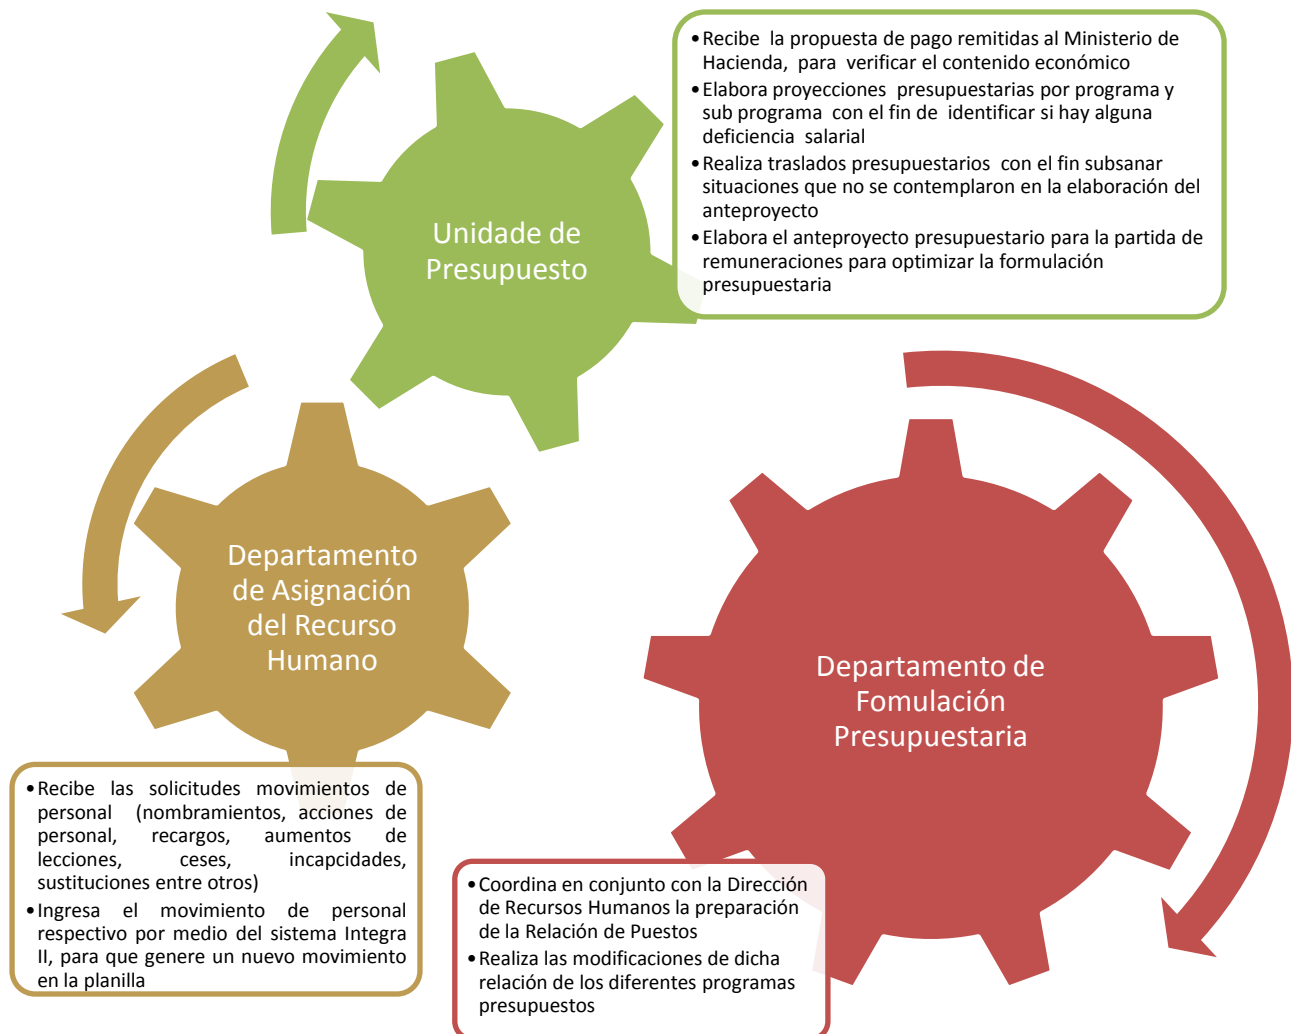 • Recibe la propuesta de pago remitidas al Ministerio de
Hacienda, para verificar el contenido económico
• Elabora proyecciones presupuestarias por programa y
sub programa con el fin de identificar si hay alguna
deficiencia salarial
• Realiza traslados presupuestarios con el fin subsanar
situaciones que no se contemplaron en la elaboración del
anteproyecto
• Elabora el anteproyecto presupuestario para la partida de
remuneraciones para optimizar la formulación
presupuestaria
Unidade de
Presupuesto
Departamento
de Asignación
del Recurso
Humano
Departamento de
Fomulación
Presupuestaria
• Recibe las solicitudes movimientos de
personal (nombramientos, acciones de
personal, recargos, aumentos de
lecciones, ceses, incapcidades,
sustituciones entre otros)
• Ingresa el movimiento de personal
respectivo por medio del sistema Integra
II, para que genere un nuevo movimiento
en la planilla
• Coordina en conjunto con la Dirección
de Recursos Humanos la preparación
de la Relación de Puestos
• Realiza las modificaciones de dicha
relación de los diferentes programas
presupuestos